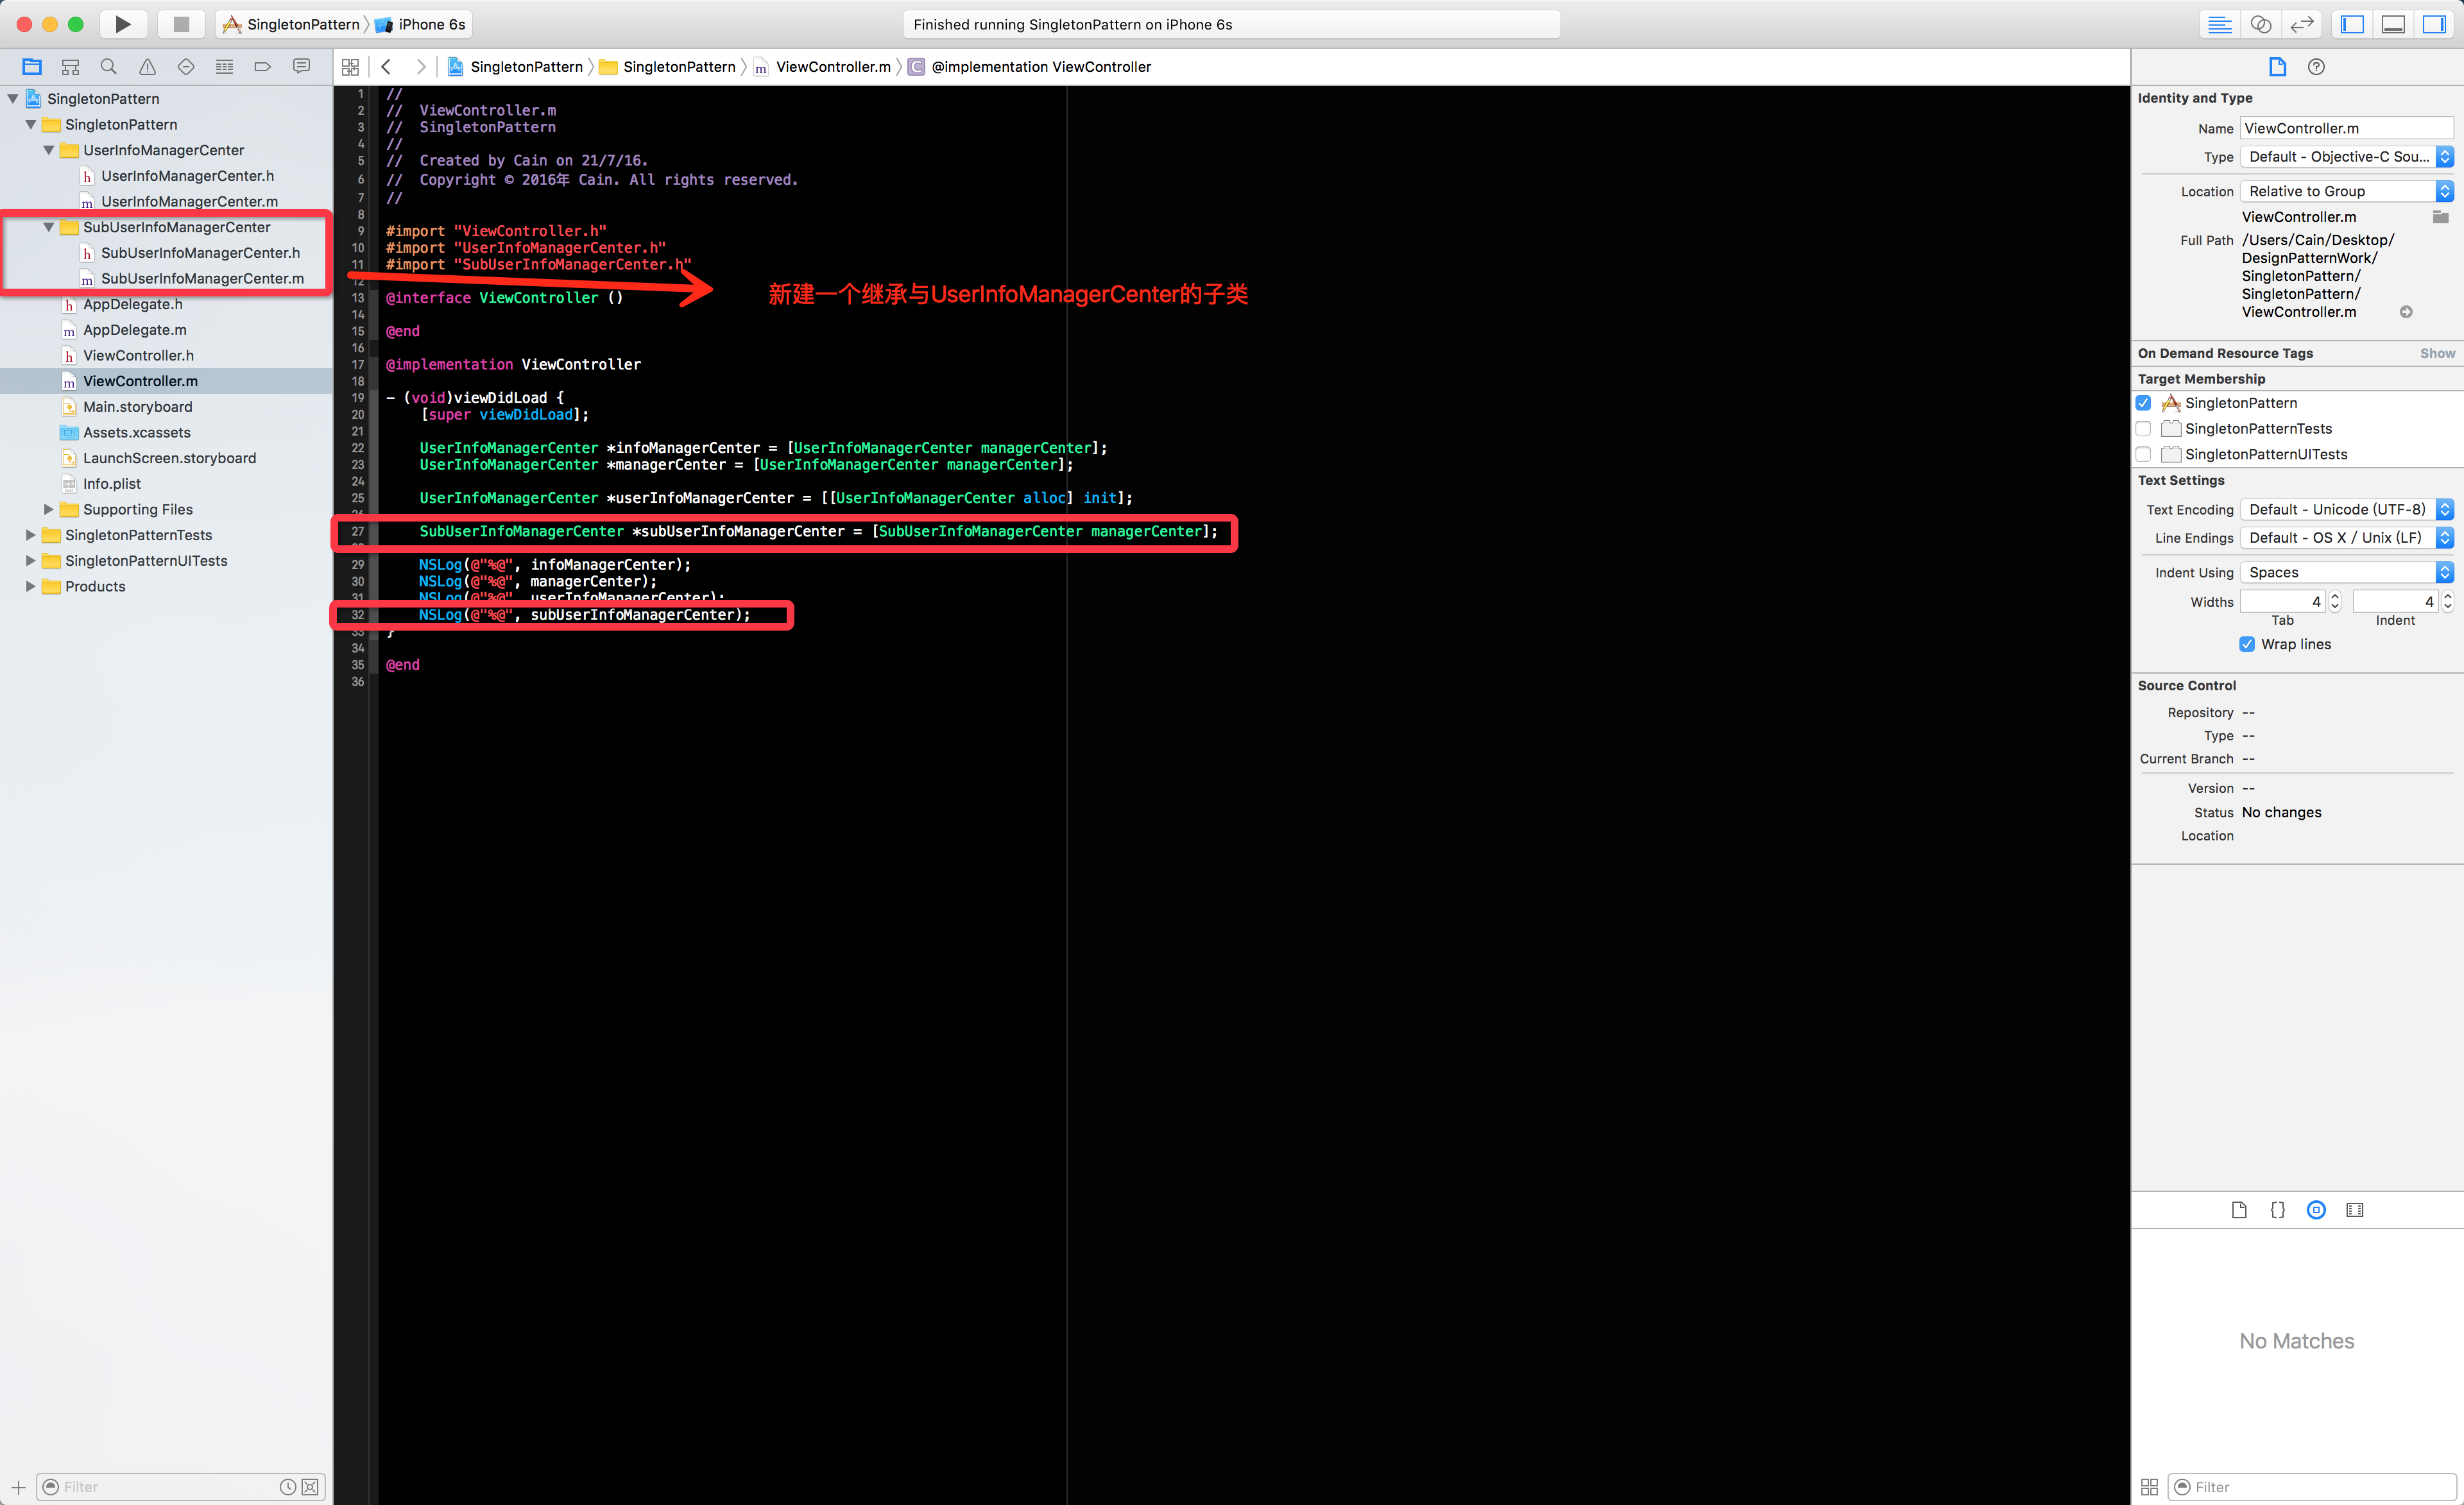 SingletonPattern 〉 iPhone 6s
Finished running SingletonPattern on iPhone 6s
SingletonPattern 〉 SingletonPattern 〉 m ViewController.m 〉 C @implementation ViewController
SingletonPattern
SingletonPattern
UserInfoManagerCenter
h UserInfoManagerCenter.h
m UserInfoManagerCenter.m
SubUserInfoManagerCenter
h SubUserInfoManagerCenter.h
m SubUserInfoManagerCenter.m
h AppDelegate.h
m AppDelegate.m
h ViewController.h
m ViewController.m
Main.storyboard
Assets.xcassets
LaunchScreen.storyboard
Info.plist
Supporting Files
SingletonPatternTests
SingletonPatternUITests
Products
Filter
1 //
2 //  ViewController.m
3 //  SingletonPattern
4 //
5 //  Created by Cain on 21/7/16.
6 //  Copyright © 2016年 Cain. All rights reserved.
7 //
8
9 #import "ViewController.h"
10 #import "UserInfoManagerCenter.h"
11 #import "SubUserInfoManagerCenter.h"
12
新建一个继承与UserInfoManagerCenter的子类
13 @interface ViewController ()
14
15 @end
16
17 @implementation ViewController
18
19 - (void)viewDidLoad {
20     [super viewDidLoad];
21
22     UserInfoManagerCenter *infoManagerCenter = [UserInfoManagerCenter managerCenter];
23     UserInfoManagerCenter *managerCenter = [UserInfoManagerCenter managerCenter];
24
25     UserInfoManagerCenter *userInfoManagerCenter = [[UserInfoManagerCenter alloc] init];
26
27     SubUserInfoManagerCenter *subUserInfoManagerCenter = [SubUserInfoManagerCenter managerCenter];
29     NSLog(@"%@", infoManagerCenter);
30     NSLog(@"%@", managerCenter);
31     NSLog(@"%@", userInfoManagerCenter);
32     NSLog(@"%@", subUserInfoManagerCenter);
33 }
34
35 @end
36
Identity and Type
Name ViewController.m
Type Default - Objective-C Sou...
Location Relative to Group
ViewController.m
Full Path /Users/Cain/Desktop/
DesignPatternWork/
SingletonPattern/
SingletonPattern/
ViewController.m
On Demand Resource Tags Show
Target Membership
SingletonPattern
SingletonPatternTests
SingletonPatternUITests
Text Settings
Text Encoding Default - Unicode (UTF-8)
Line Endings Default - OS X / Unix (LF)
Indent Using Spaces
Widths 4 4
Tab Indent
Wrap lines
Source Control
Repository --
Type --
Current Branch --
Version --
Status No changes
Location
{}
No Matches
Filter